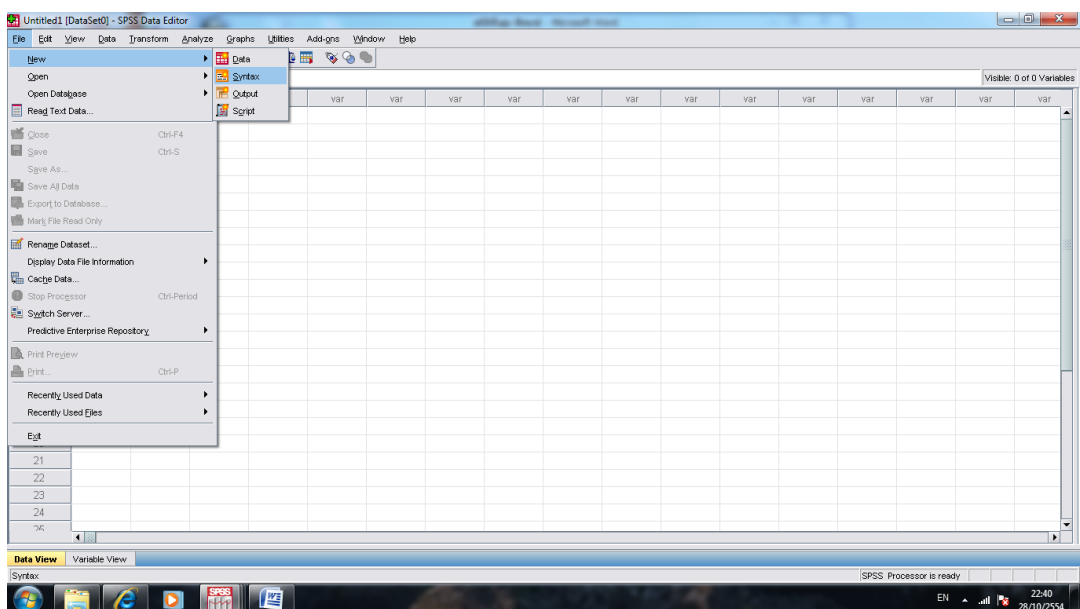 Untitled1 [DataSet0] - SPSS Data Editor
File Edit View Data Transform Analyze Graphs Utilities Add-ons Window Help
New
Data
Open
Syntax
Visible: 0 of 0 Variables
Open Database
Output
var var var var var var var var var var var var var
Read Text Data...
Script
Close Ctrl-F4
Save Ctrl-S
Save As...
Save All Data
Export to Database...
Mark File Read Only
Rename Dataset...
Display Data File Information
Cache Data...
Stop Processor Ctrl-Period
Switch Server...
Predictive Enterprise Repository
Print Preview
Print... Ctrl-P
Recently Used Data
Recently Used Files
Exit
21
22
23
24
Data View Variable View
Syntax SPSS Processor is ready
SPSS
EN 22:40
28/10/2554